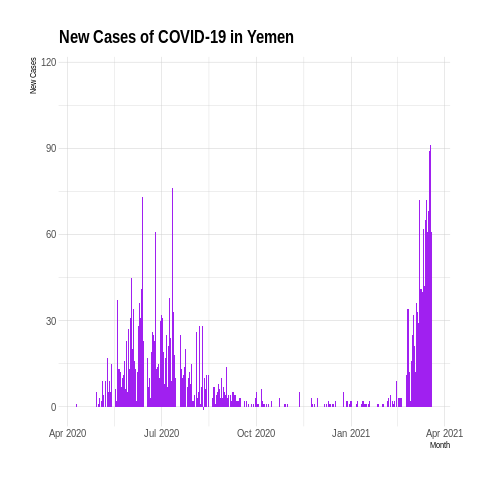 New Cases of COVID-19 in Yemen
New Cases
120
90
60
30
0
Apr 2020 Jul 2020 Oct 2020 Jan 2021 Apr 2021
Month